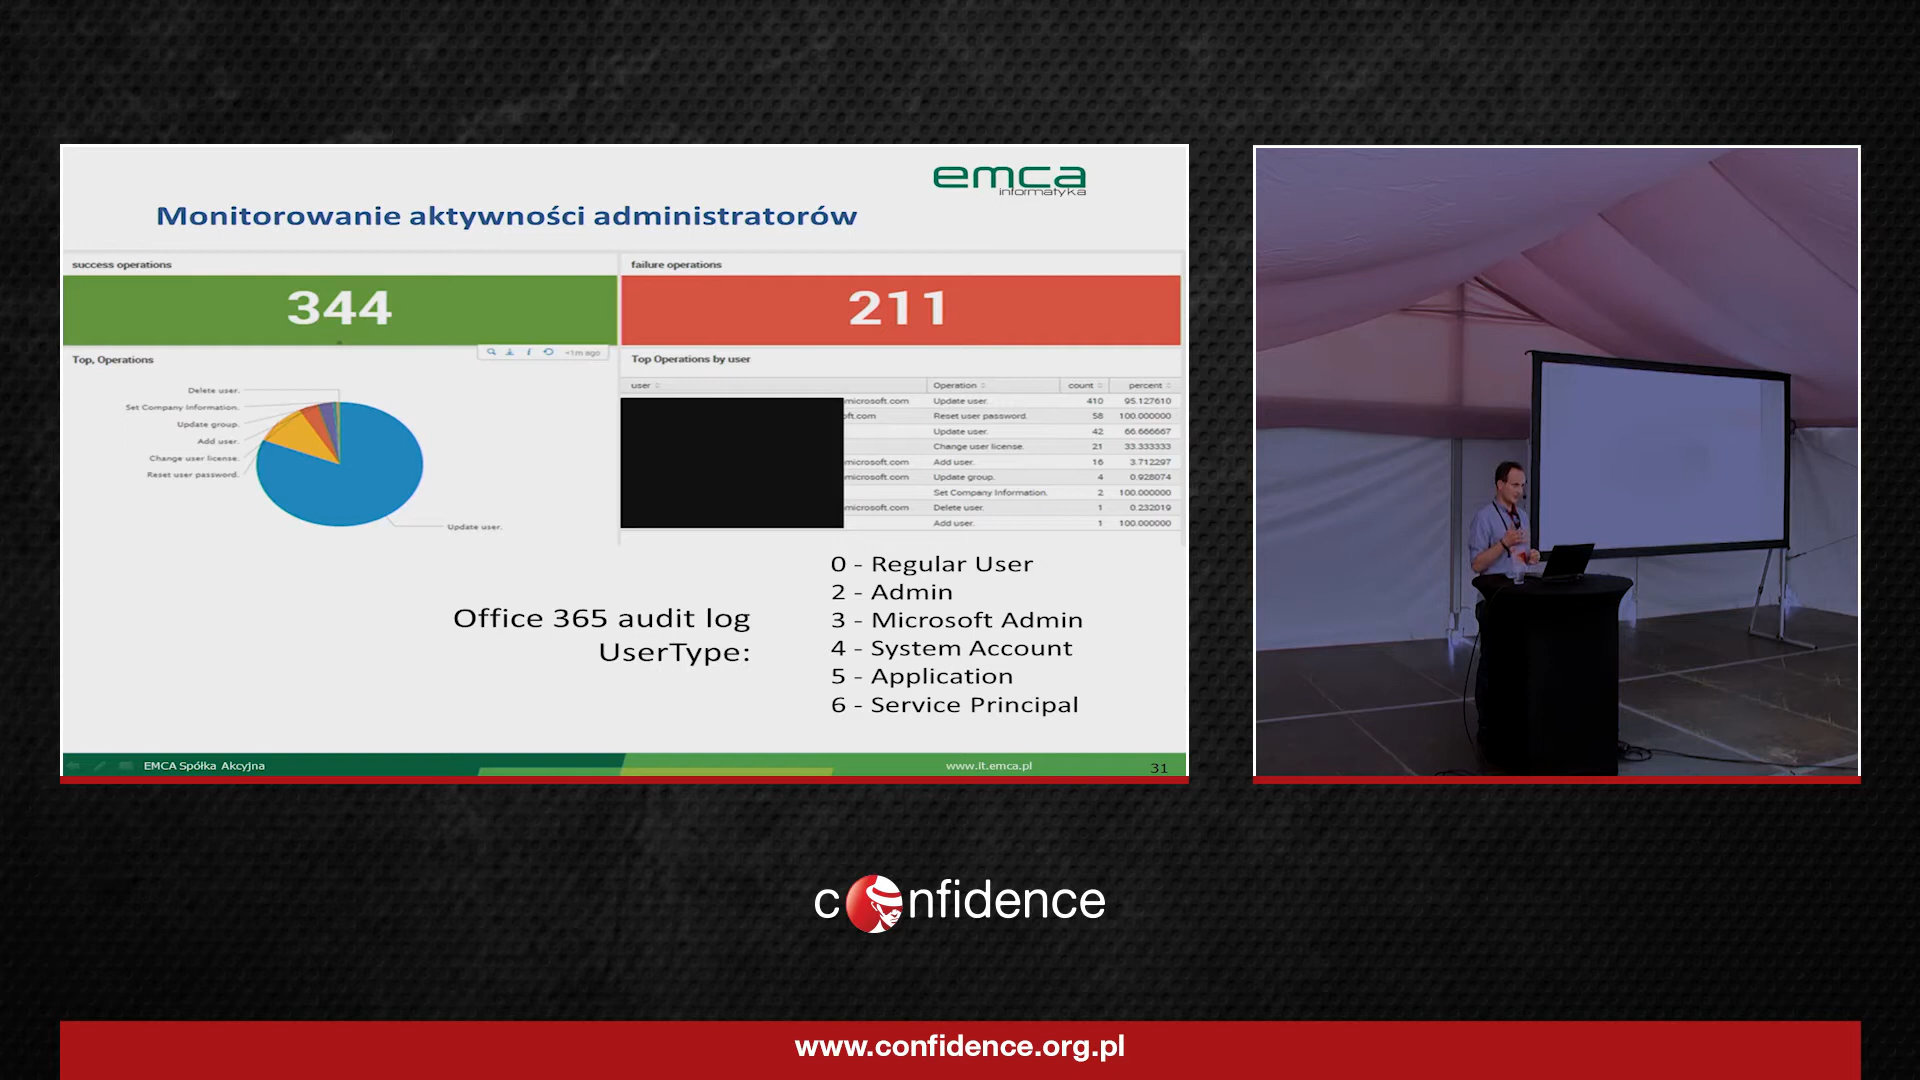 emca
informatyka
Monitorowanie aktywności administratorów
success operations
344
failure operations
211
Top, Operations
<1m ago
Delete user.
Set Company Information.
Update group.
Add user.
Change user license.
Reset user password.
Update user.
Top Operations by user
user Operation count percent
microsoft.com Update user. 410 95.127610
oft.com Reset user password. 58 100.000000
Update user. 42 66.666667
Change user license. 21 33.333333
microsoft.com Add user. 16 3.712297
microsoft.com Update group. 4 0.928074
Set Company Information. 2 100.000000
microsoft.com Delete user. 1 0.232019
Add user. 1 100.000000
Office 365 audit log
UserType:
0 - Regular User
2 - Admin
3 - Microsoft Admin
4 - System Account
5 - Application
6 - Service Principal
EMCA Spółka Akcyjna
www.it.emca.pl
31
confidence
www.confidence.org.pl